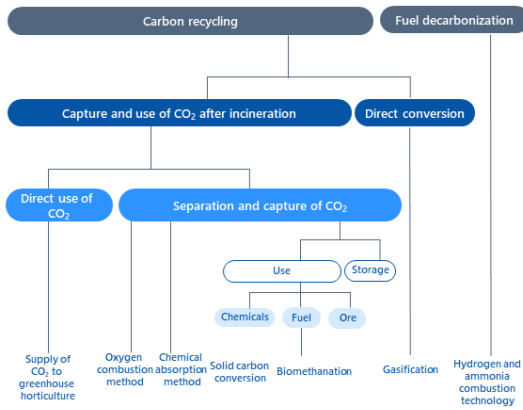 Carbon recycling
Fuel decarbonization
Capture and use of CO₂ after incineration
Direct conversion
Direct use of
CO₂
Separation and capture of CO₂
Use
Storage
Chemicals
Fuel
Ore
Supply of
CO₂ to
greenhouse
horticulture
Oxygen
combustion
method
Chemical
absorption
method
Solid carbon
conversion
Biomethanation
Gasification
Hydrogen and
ammonia
combustion
technology